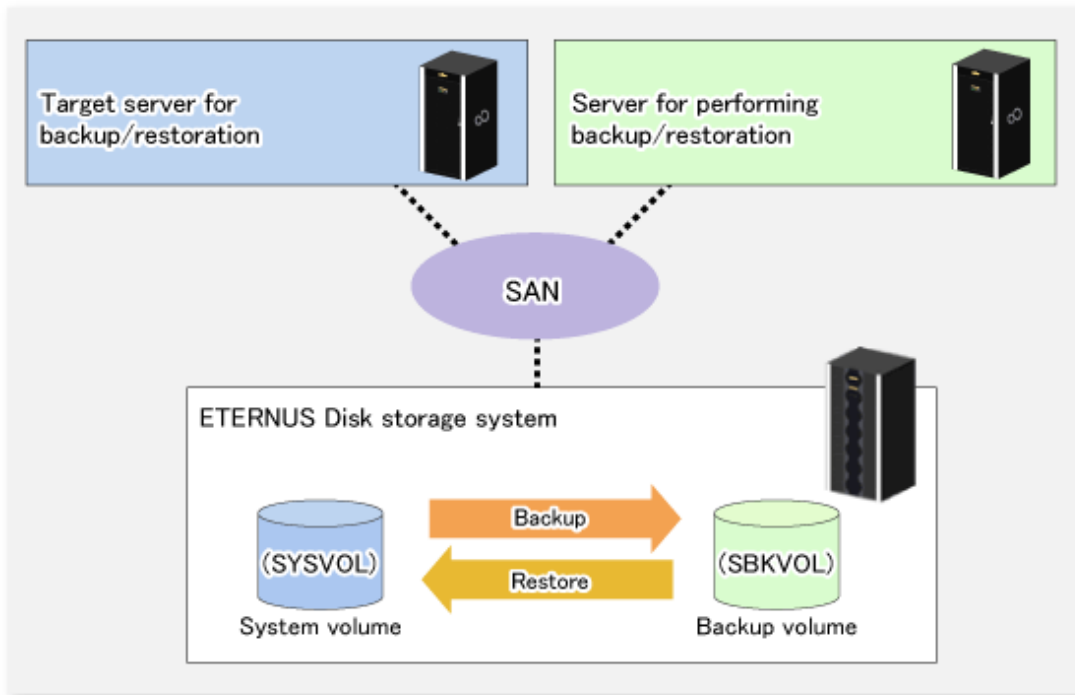 Target server for
backup/restoration
Server for performing
backup/restoration
SAN
ETERNUS Disk storage system
Backup
(SYSVOL)
(SBKVOL)
Restore
System volume
Backup volume